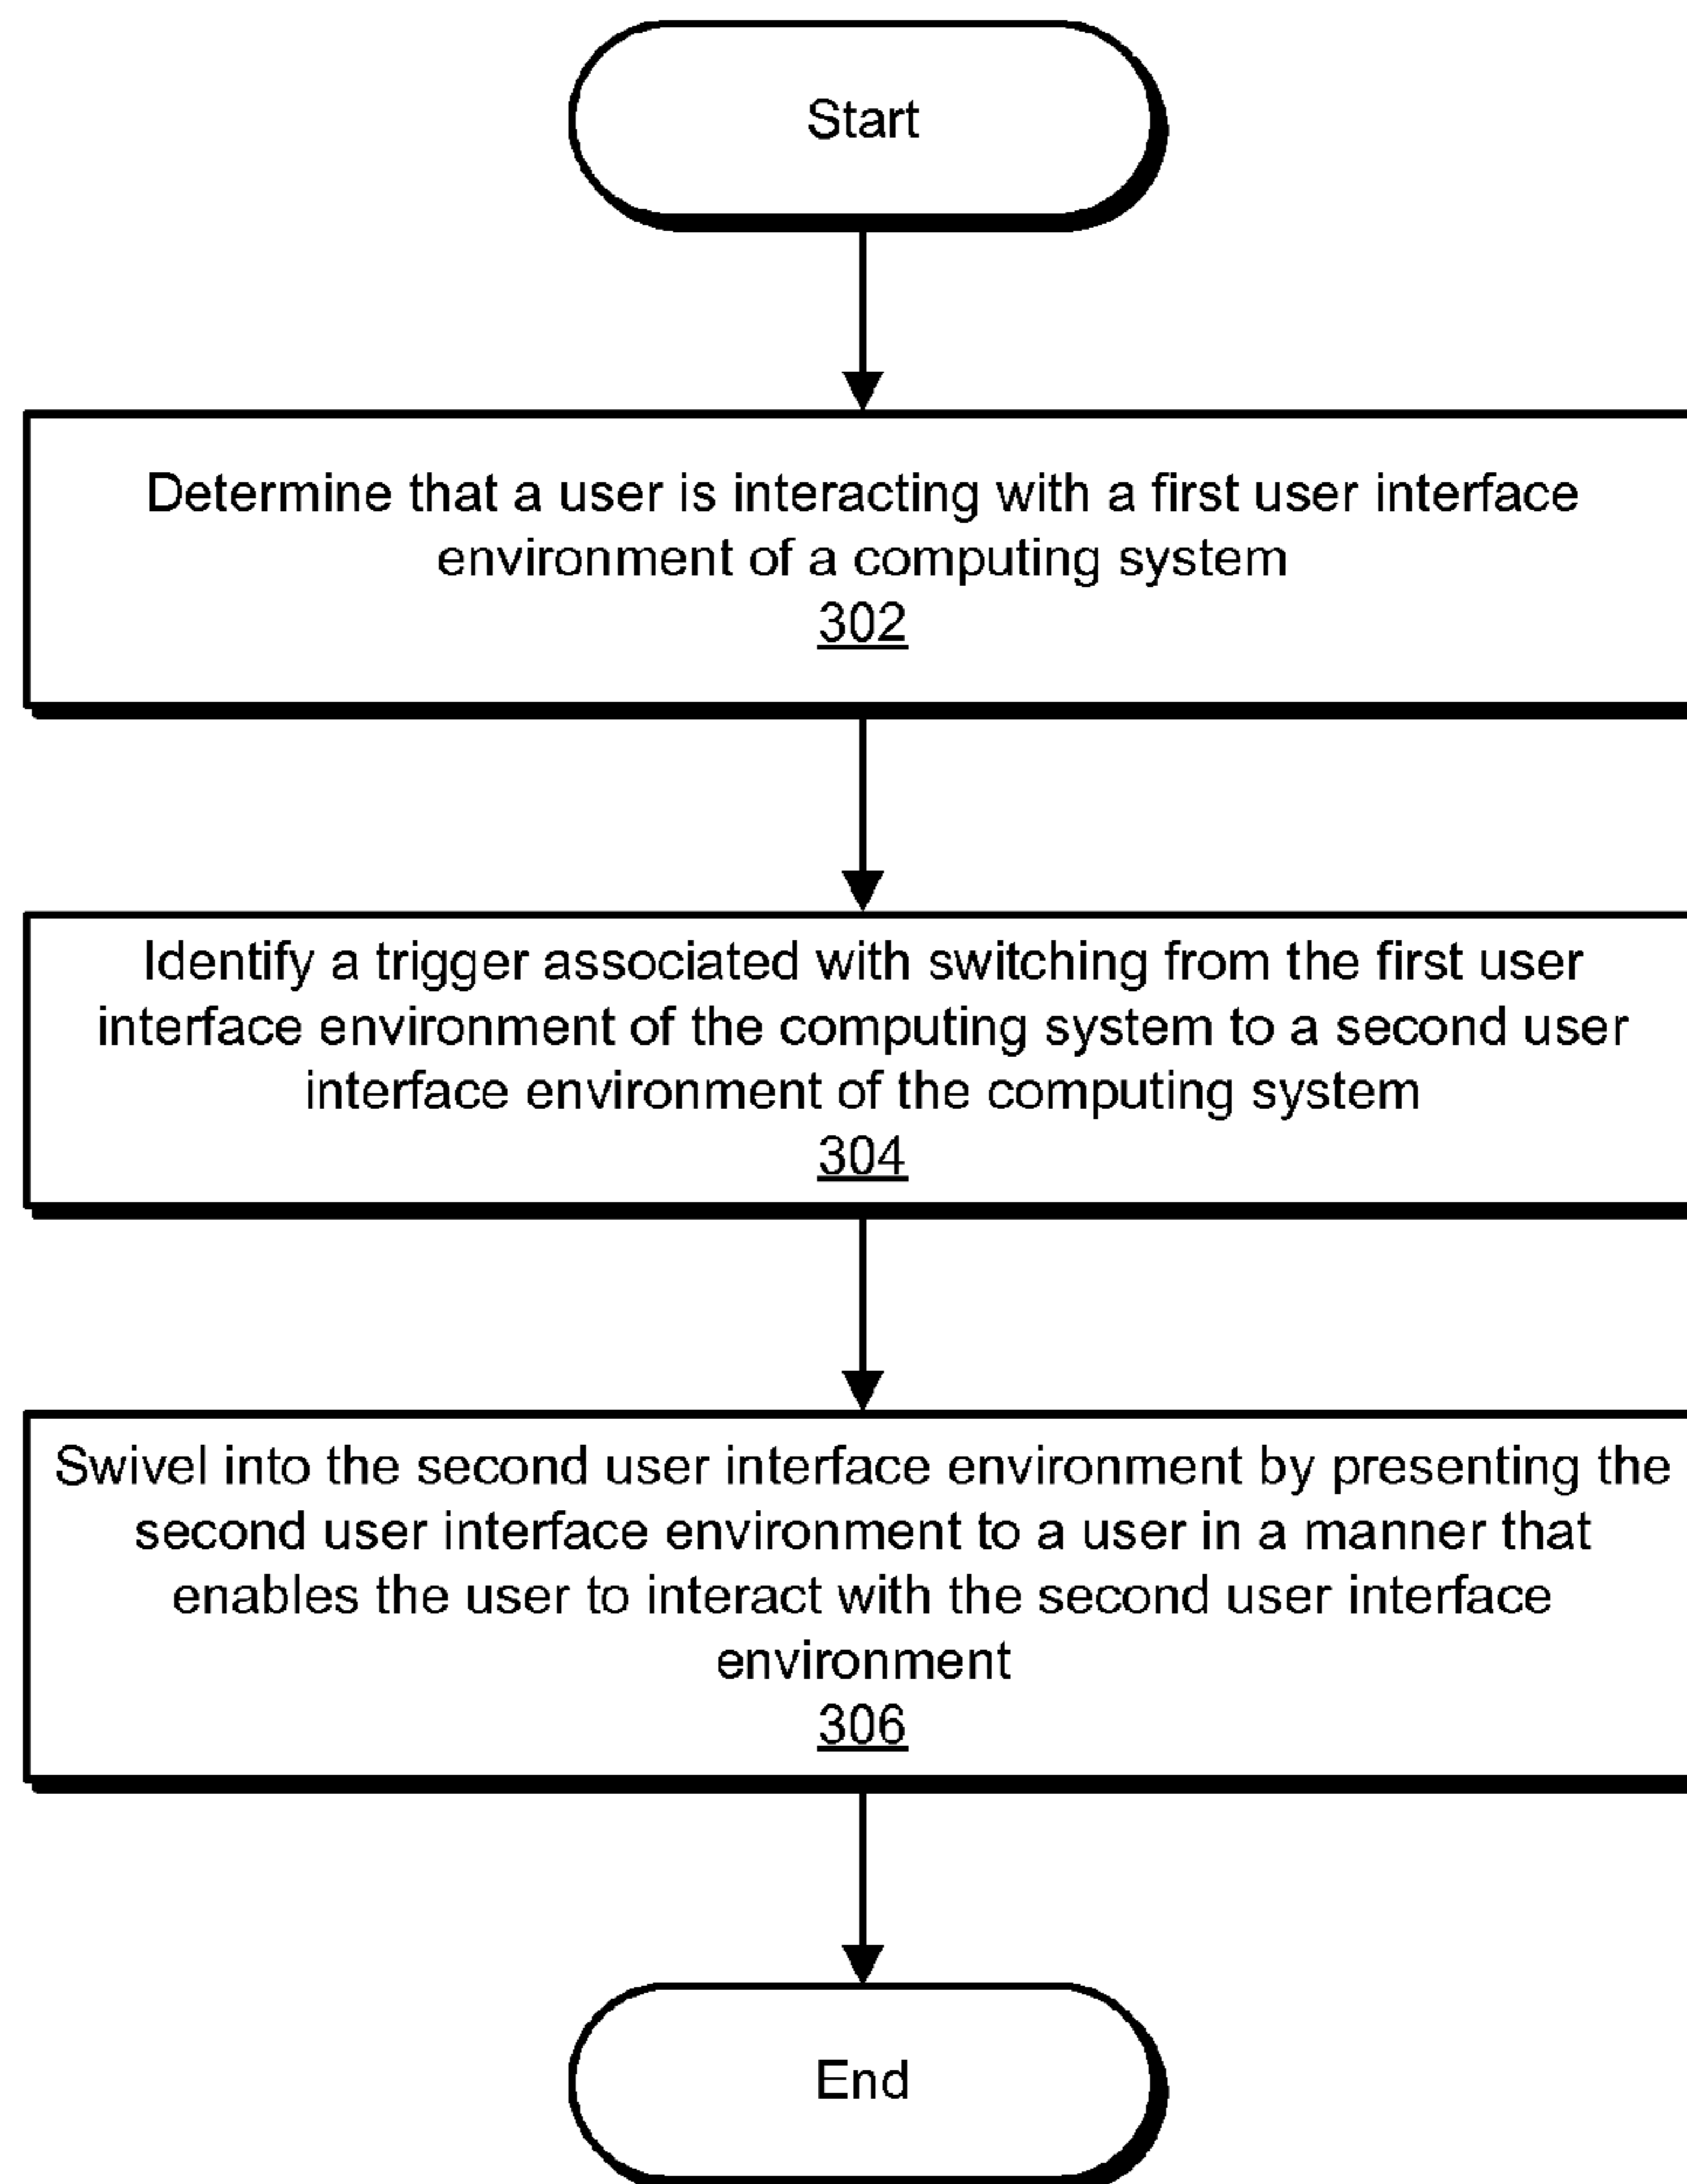 Start
Determine that a user is interacting with a first user interface
environment of a computing system
302
Identify a trigger associated with switching from the first user
interface environment of the computing system to a second user
interface environment of the computing system
304
Swivel into the second user interface environment by presenting the
second user interface environment to a user in a manner that
enables the user to interact with the second user interface
environment
306
End